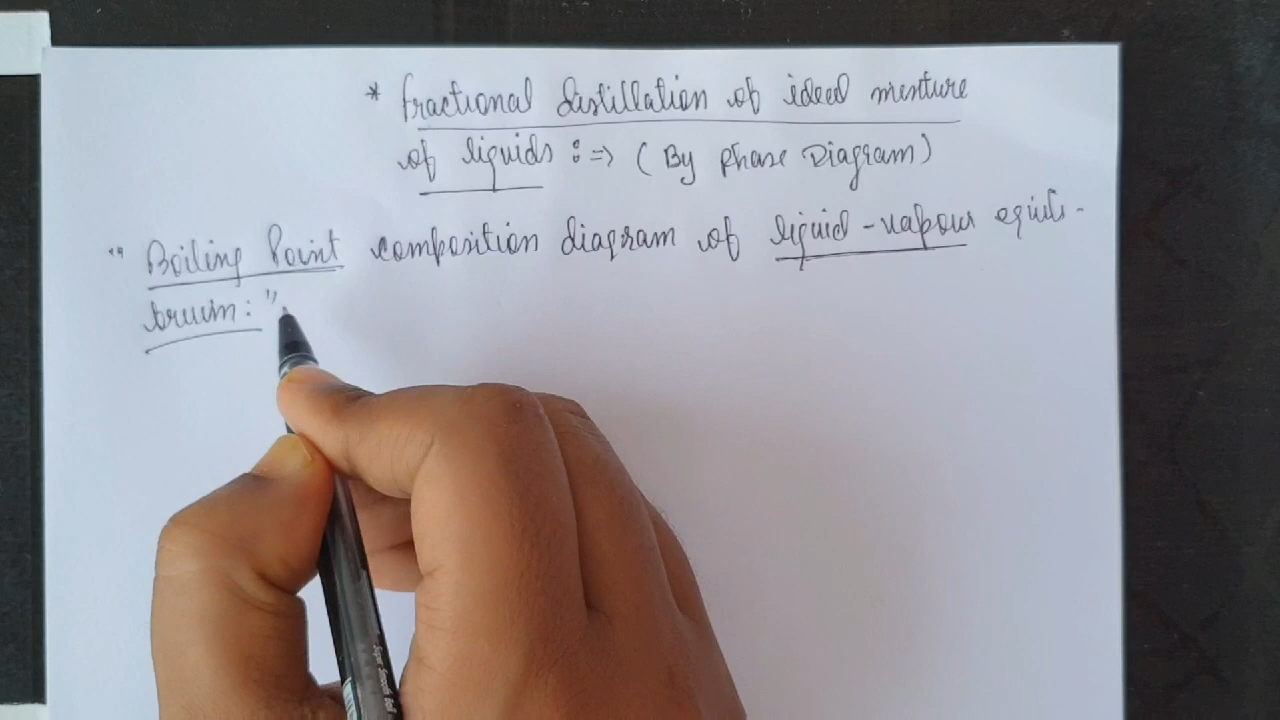 * fractional distillation of ideal mixture
of liquids :⇒ (By Phase Diagram)
" Boiling Point composition diagram of liquid-vapour equili-
brium: "